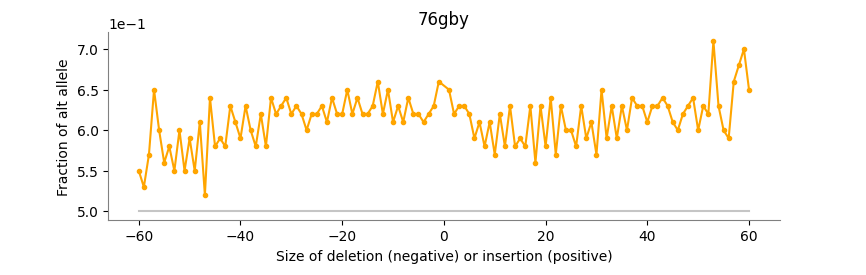 76gby
1e−1
7.0
6.5
6.0
5.5
5.0
Fraction of alt allele
−60 −40 −20 0 20 40 60
Size of deletion (negative) or insertion (positive)